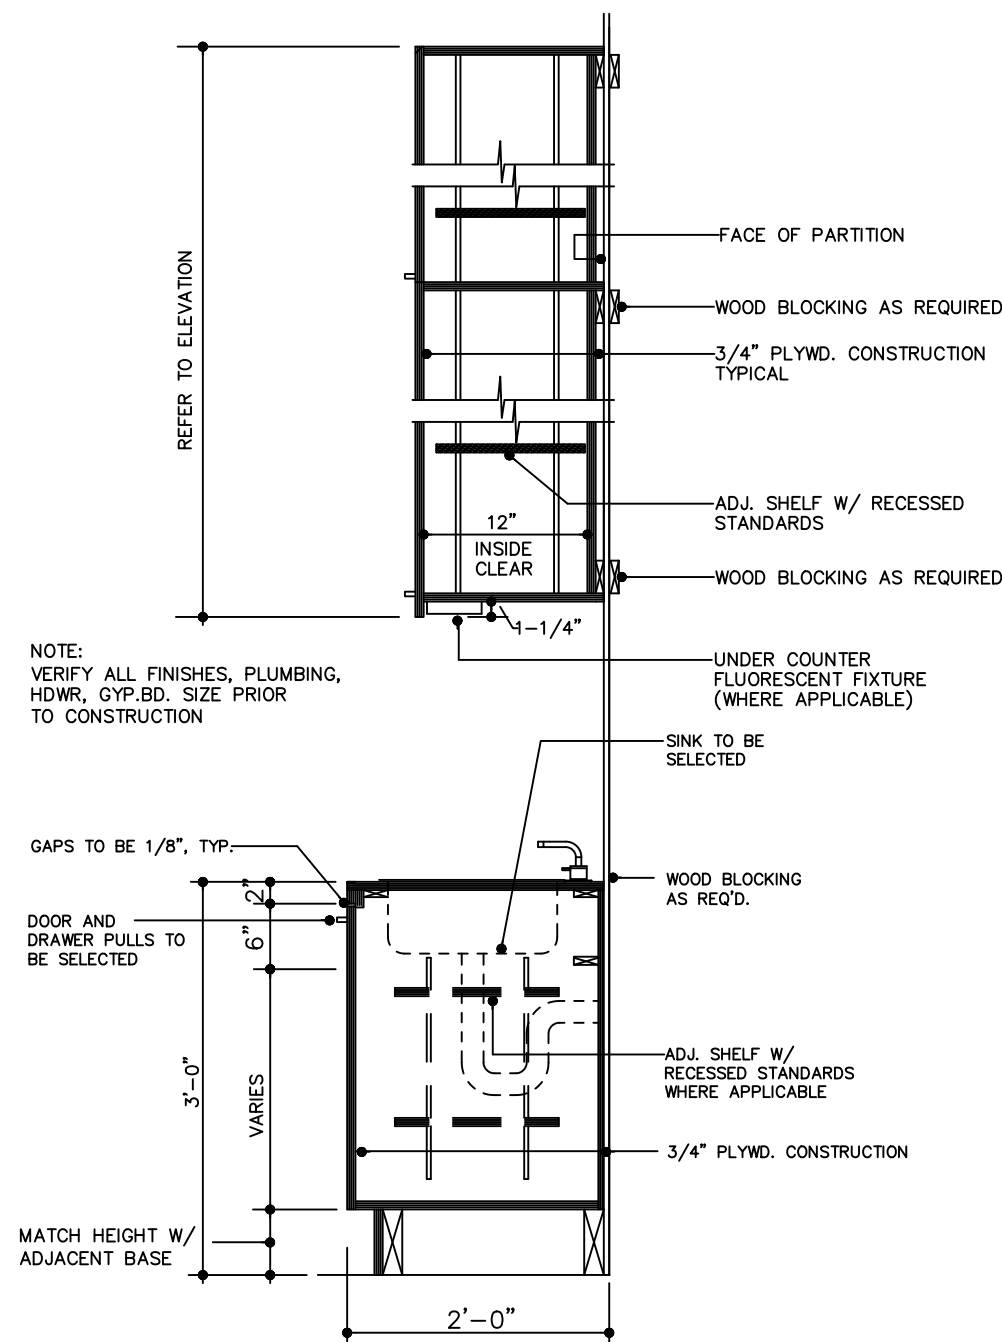 FACE OF PARTITION
WOOD BLOCKING AS REQUIRED
3/4" PLYWD. CONSTRUCTION
TYPICAL
REFER TO ELEVATION
ADJ. SHELF W/ RECESSED
STANDARDS
12"
INSIDE
CLEAR
WOOD BLOCKING AS REQUIRED
1-1/4"
NOTE:
VERIFY ALL FINISHES, PLUMBING,
HDWR, GYP.BD. SIZE PRIOR
TO CONSTRUCTION
UNDER COUNTER
FLUORESCENT FIXTURE
(WHERE APPLICABLE)
SINK TO BE
SELECTED
GAPS TO BE 1/8", TYP.
WOOD BLOCKING
AS REQ'D.
2"
DOOR AND
DRAWER PULLS TO
BE SELECTED
6"
3'-0"
VARIES
ADJ. SHELF W/
RECESSED STANDARDS
WHERE APPLICABLE
3/4" PLYWD. CONSTRUCTION
MATCH HEIGHT W/
ADJACENT BASE
2'-0"